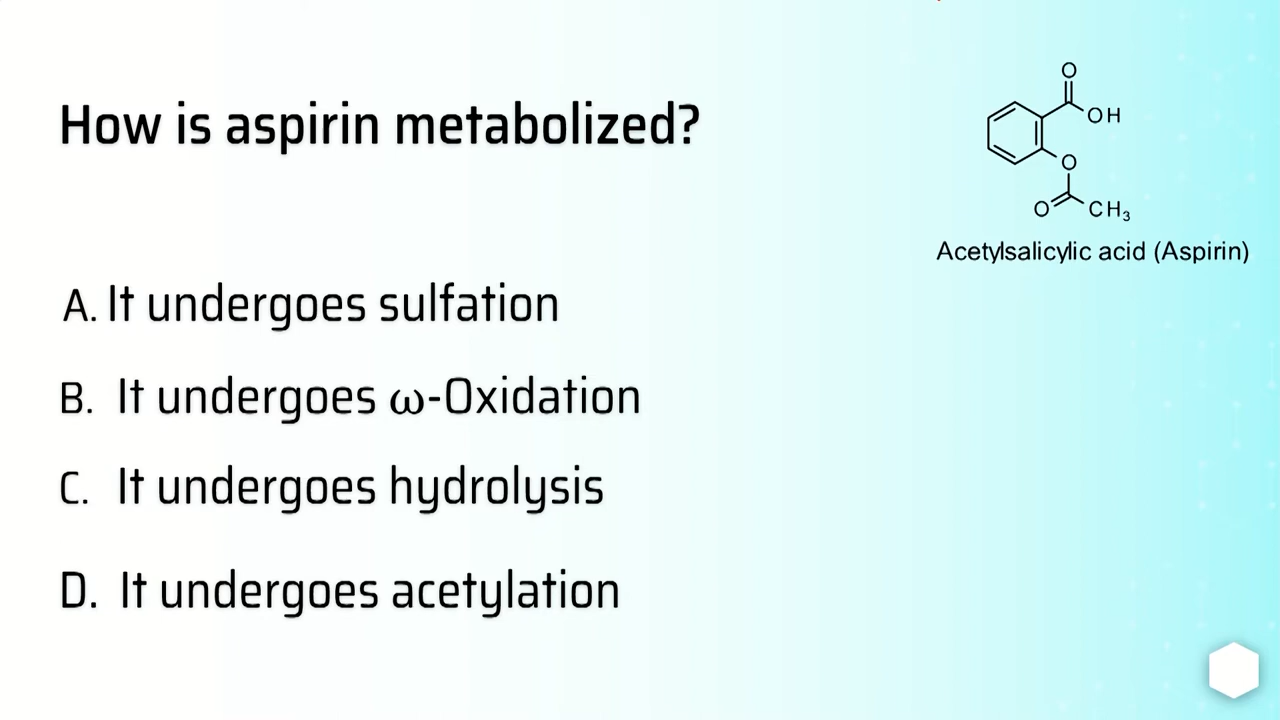 How is aspirin metabolized?
O
OH
O
O CH3
Acetylsalicylic acid (Aspirin)
A. It undergoes sulfation
B. It undergoes ω-Oxidation
C. It undergoes hydrolysis
D. It undergoes acetylation